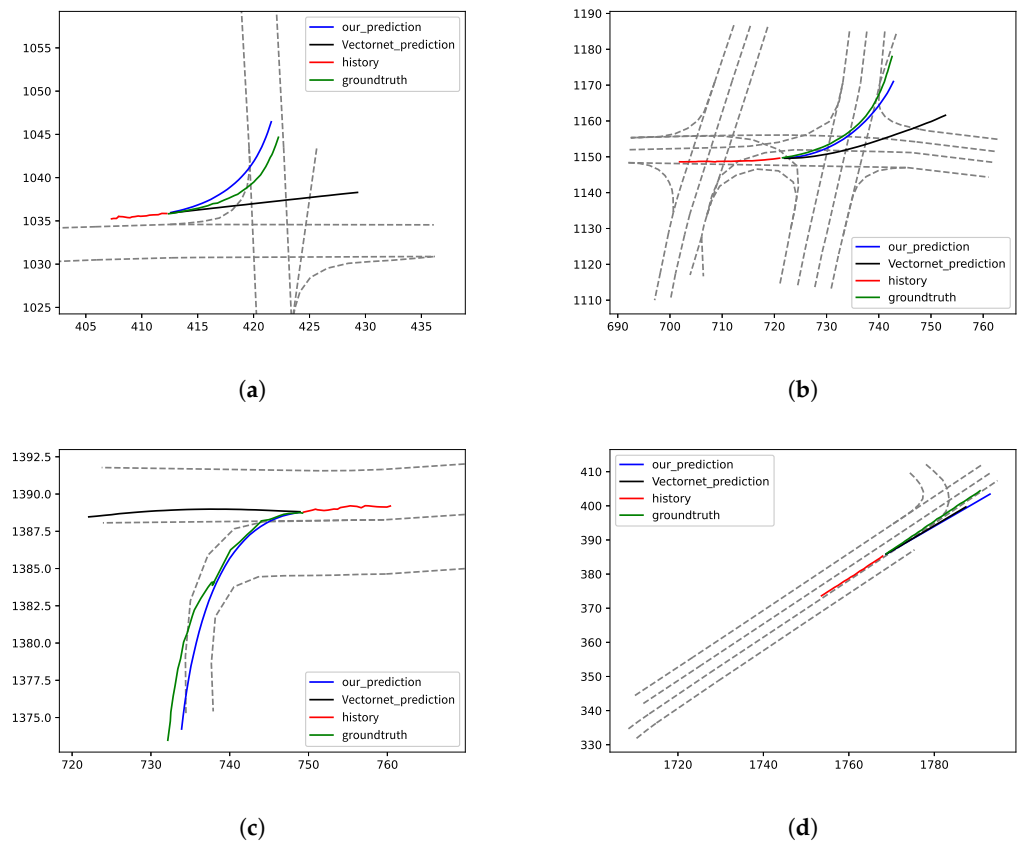 1055
1050
1045
1040
1035
1030
1025
405 410 415 420 425 430 435
our_prediction
Vectornet_prediction
history
groundtruth
(a)
1190
1180
1170
1160
1150
1140
1130
1120
1110
690 700 710 720 730 740 750 760
our_prediction
Vectornet_prediction
history
groundtruth
(b)
1392.5
1390.0
1387.5
1385.0
1382.5
1380.0
1377.5
1375.0
720 730 740 750 760
our_prediction
Vectornet_prediction
history
groundtruth
(c)
410
400
390
380
370
360
350
340
330
1720 1740 1760 1780
our_prediction
Vectornet_prediction
history
groundtruth
(d)